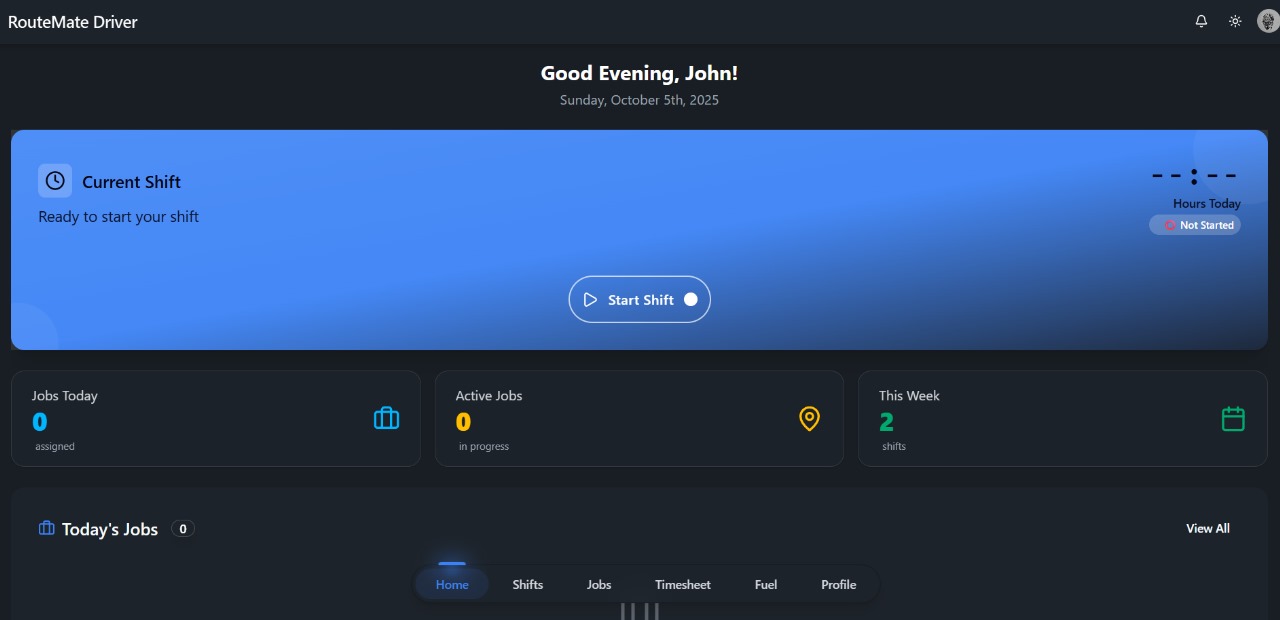 RouteMate Driver
Good Evening, John!
Sunday, October 5th, 2025
Current Shift
Ready to start your shift
--:--
Hours Today
Not Started
Start Shift
Jobs Today
0
assigned
Active Jobs
0
in progress
This Week
2
shifts
Today's Jobs 0
View All
Home Shifts Jobs Timesheet Fuel Profile